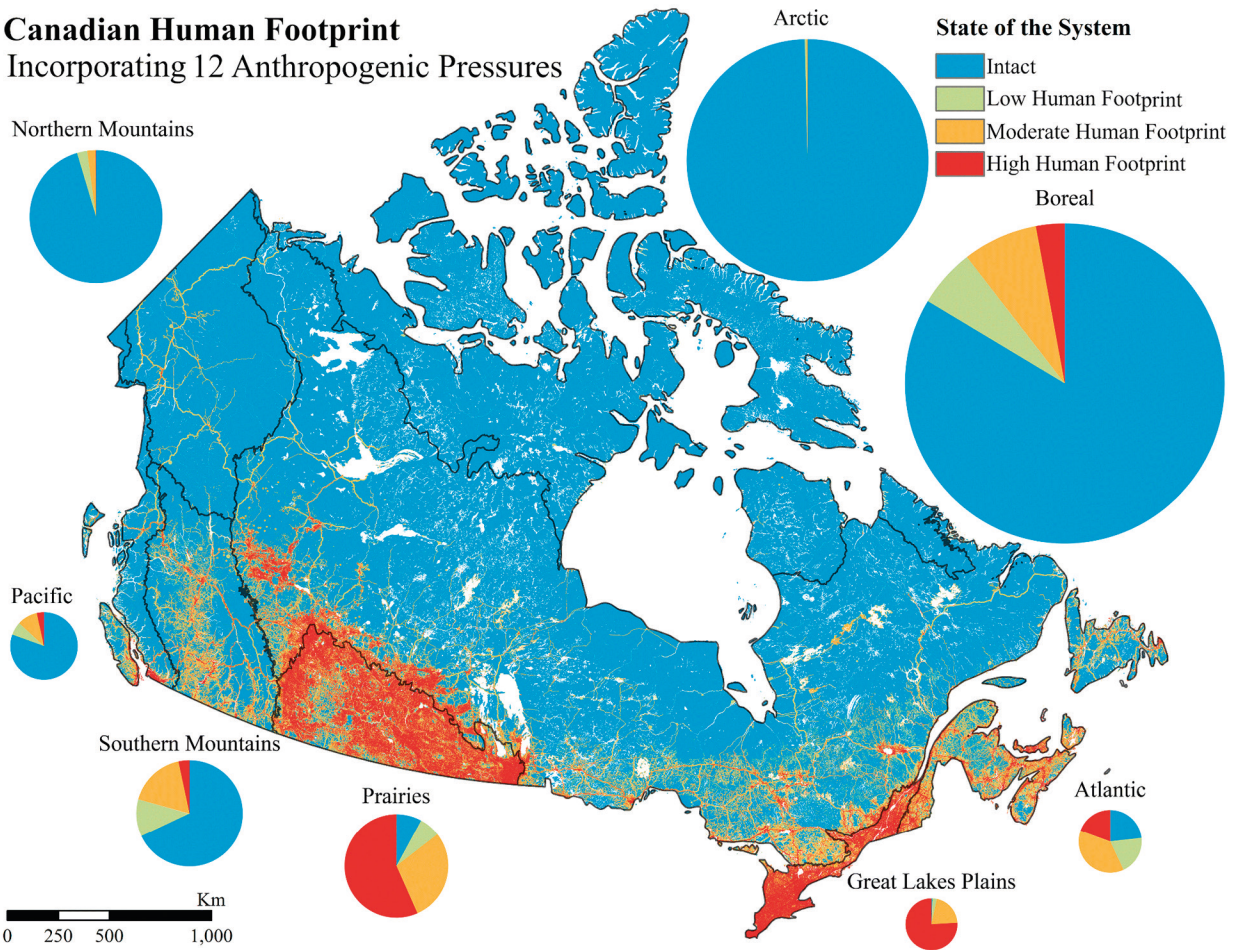 Canadian Human Footprint
Incorporating 12 Anthropogenic Pressures
Arctic
State of the System
Intact
Low Human Footprint
Moderate Human Footprint
High Human Footprint
Northern Mountains
Boreal
Pacific
Southern Mountains
Prairies
Atlantic
Great Lakes Plains
Km
0 250 500 1,000